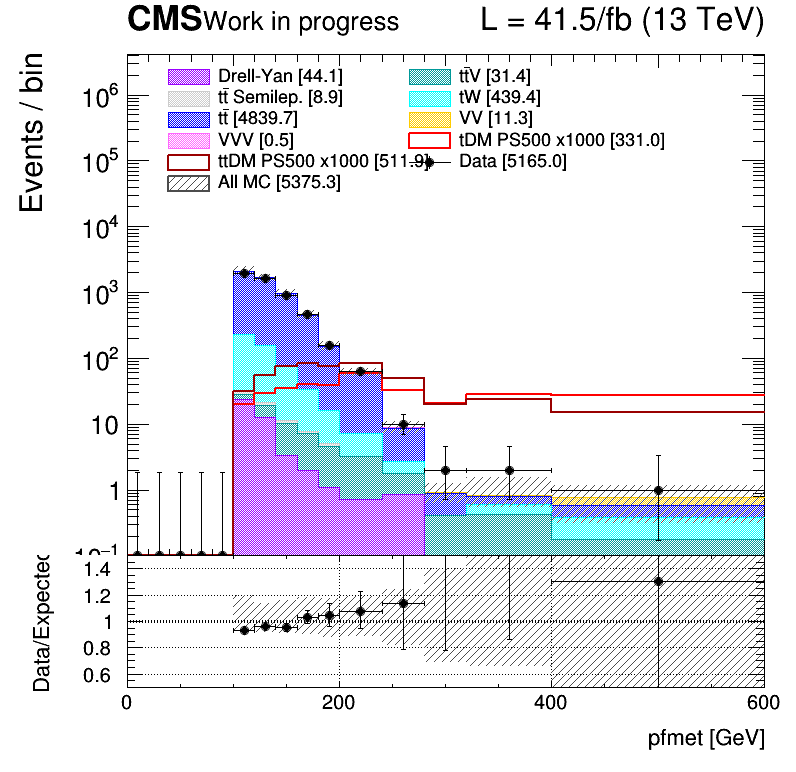 CMS Work in progress L = 41.5/fb (13 TeV)
Events / bin
Drell-Yan [44.1] tt̄V [31.4]
tt̄ Semilep. [8.9] tW [439.4]
tt̄ [4839.7] VV [11.3]
VVV [0.5] tDM PS500 x1000 [331.0]
ttDM PS500 x1000 [511.9] Data [5165.0]
All MC [5375.3]
10⁶
10⁵
10⁴
10³
10²
10
1
10⁻¹
Data/Expected
1.4
1.2
1
0.8
0.6
0 200 400 600
pfmet [GeV]